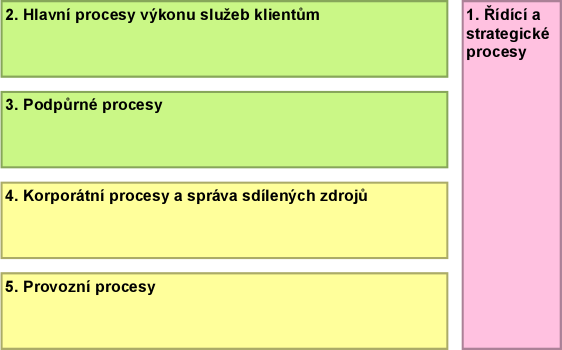 2. Hlavní procesy výkonu služeb klientům
1. Řídící a
strategické
procesy
3. Podpůrné procesy
4. Korporátní procesy a správa sdílených zdrojů
5. Provozní procesy